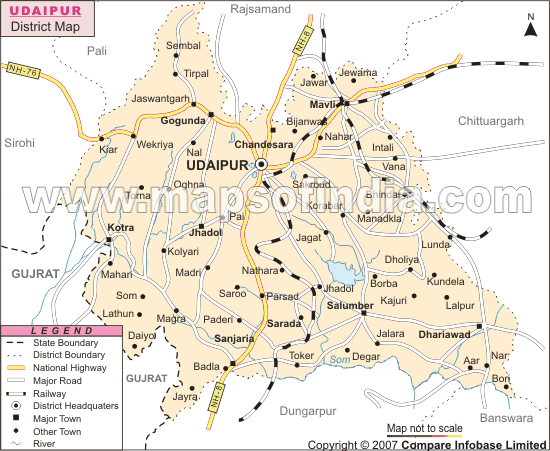 UDAIPUR
District Map
Rajsamand
N
Pali
NH-8
Sembal
NH-76
Tirpal
Jawar
Jewama
Jaswantgarh
Mavli
Gogunda
Bijanwas
Chittuargarh
Sirohi
Kiar
Wekriya
Nal
Chandesara
Nahar
Intali
UDAIPUR
Vana
Oghna
Sakroud
Torna
Bhindar
www.mapsofindia.com
Pai
Korabar
Manadkla
Kotra
Jhadol
Jagat
Lunda
Kolyari
Dholiya
GUJRAT
Mahari
Madri
Nathara
Jhadol
Borba
Kundela
Som
Saroo
Parsad
Kajuri
Lalpur
Lathun
Magra
Paderi
Sarada
Salumber
LEGEND
Daiyo
Sanjaria
Jalara
Dhariawad
State Boundary
District Boundary
National Highway
Major Road
Railway
District Headquaters
Major Town
Other Town
River
GUJRAT
Badla
Toker
Som
Degar
Aar
Nar
Bon
Jayra
NH-8
Dungarpur
Banswara
Map not to scale
Copyright © 2007 Compare Infobase Limited